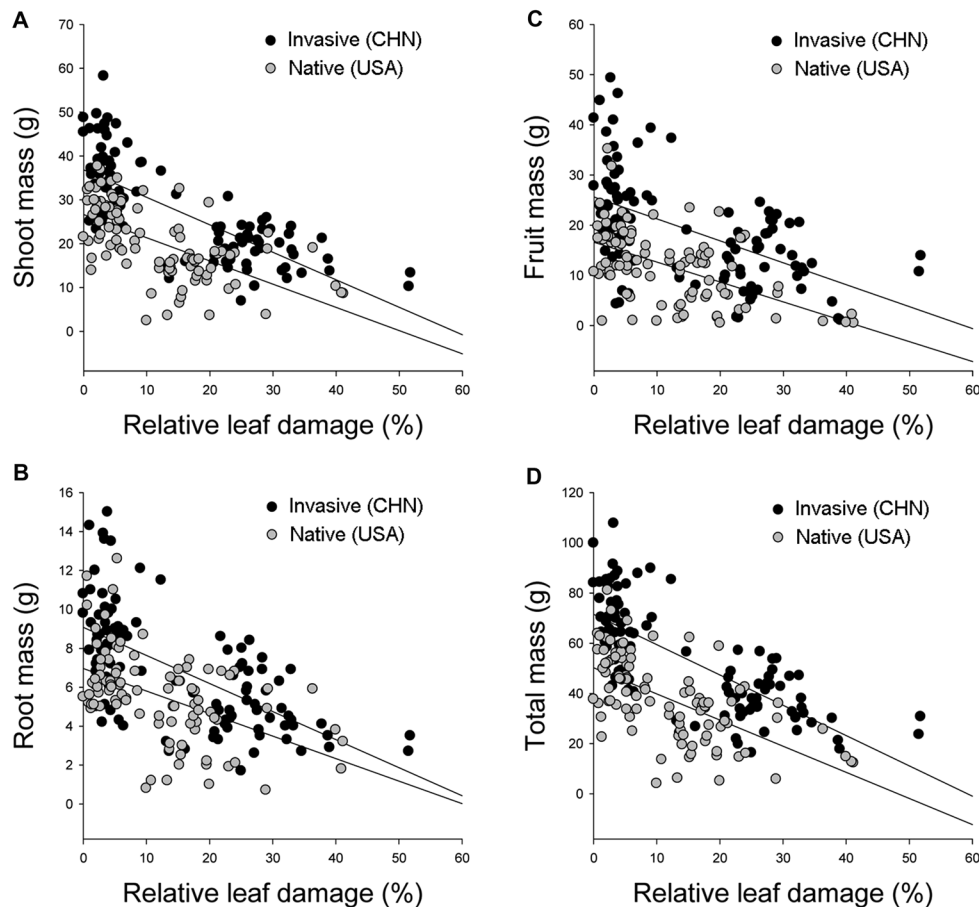 A
70
60
50
40
30
20
10
0
Shoot mass (g)
Invasive (CHN)
Native (USA)
0 10 20 30 40 50 60
Relative leaf damage (%)
C
60
50
40
30
20
10
0
Fruit mass (g)
Invasive (CHN)
Native (USA)
0 10 20 30 40 50 60
Relative leaf damage (%)
B
16
14
12
10
8
6
4
2
0
Root mass (g)
Invasive (CHN)
Native (USA)
0 10 20 30 40 50 60
Relative leaf damage (%)
D
120
100
80
60
40
20
0
Total mass (g)
Invasive (CHN)
Native (USA)
0 10 20 30 40 50 60
Relative leaf damage (%)